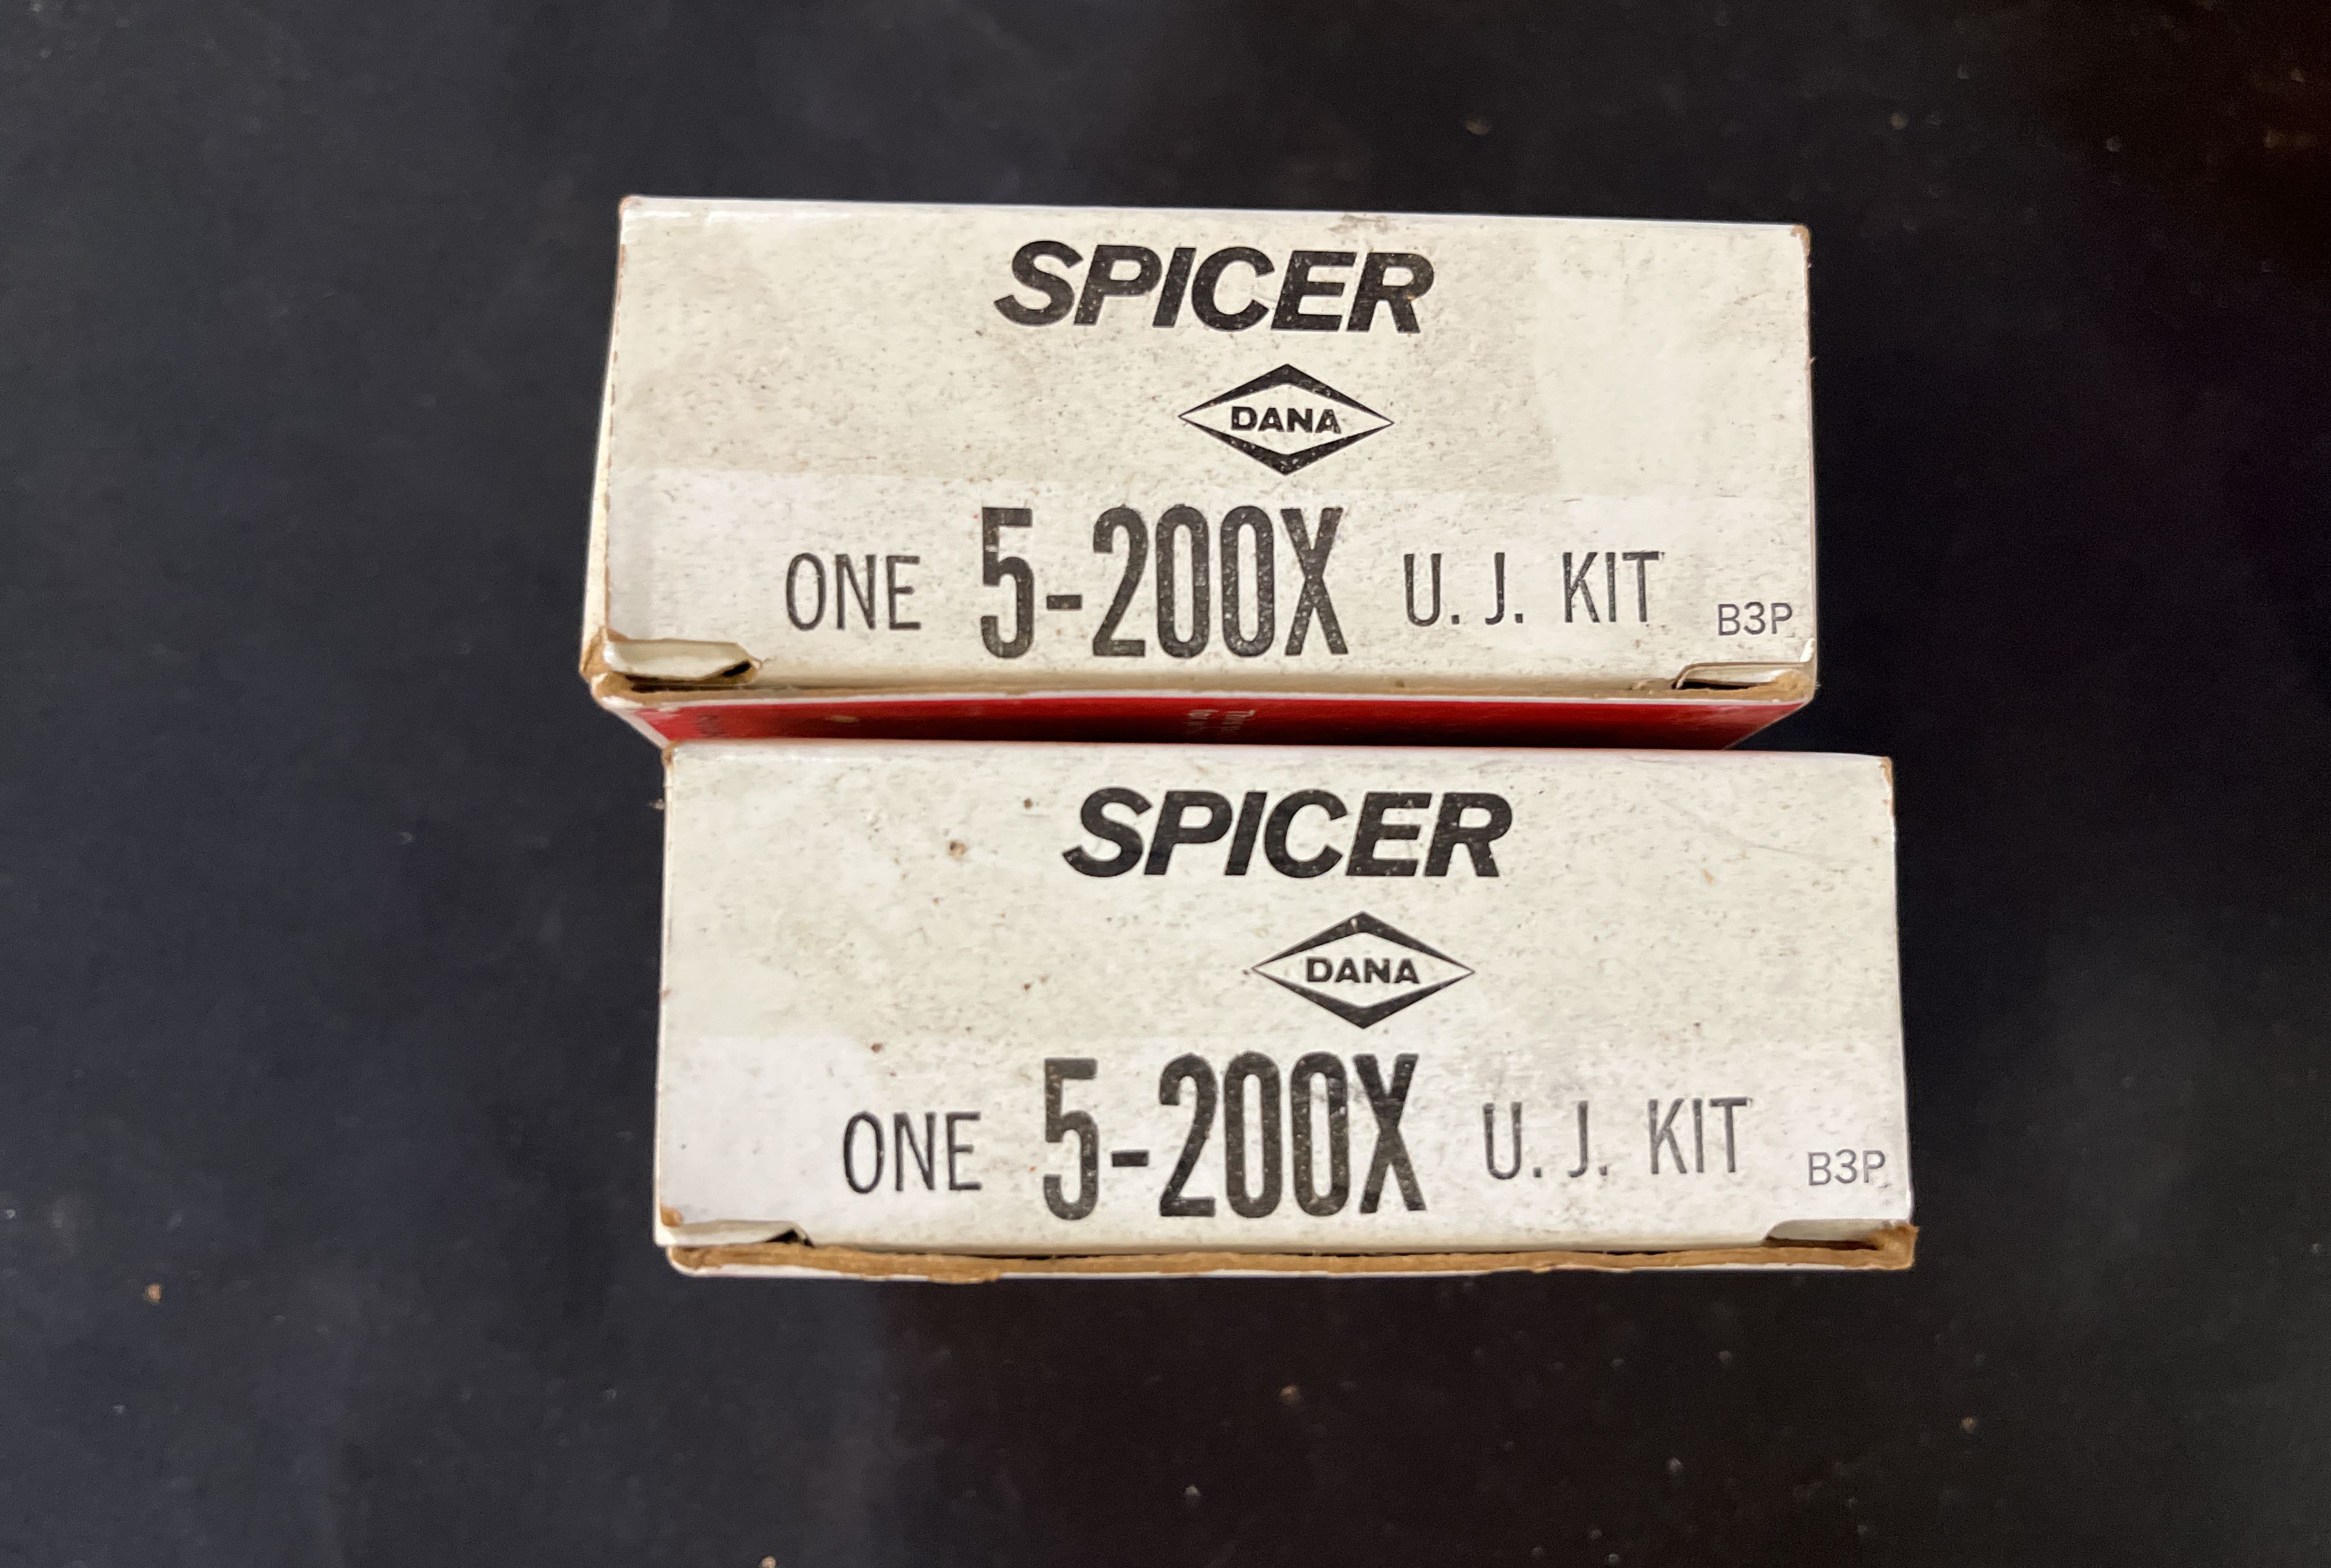 SPICER
DANA
ONE 5-200X U. J. KIT B3P
SPICER
DANA
ONE 5-200X U. J. KIT B3P